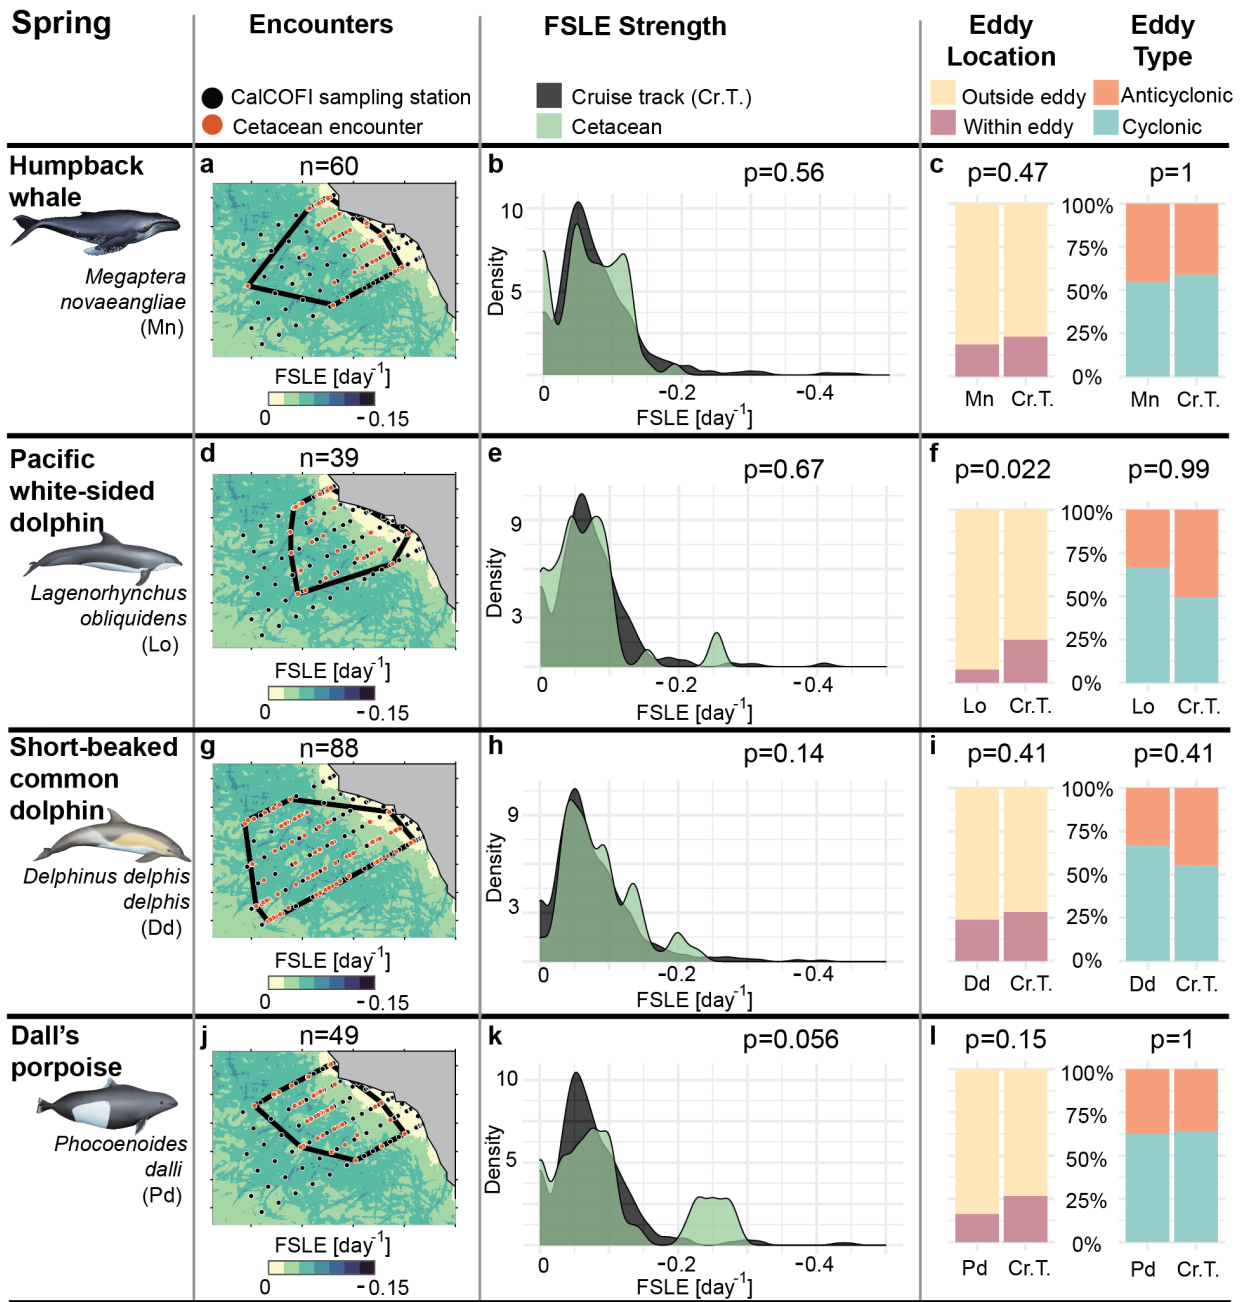 Spring
Encounters
FSLE Strength
Eddy
Location
Eddy
Type
CalCOFI sampling station
Cetacean encounter
Cruise track (Cr.T.)
Cetacean
Outside eddy
Within eddy
Anticyclonic
Cyclonic
Humpback
whale
Megaptera
novaeangliae
(Mn)
a
n=60
FSLE [day-1]
0
-0.15
b
p=0.56
10
5
Density
0
-0.2
-0.4
FSLE [day-1]
c
p=0.47
p=1
100%
75%
50%
25%
0%
Mn
Cr.T.
Mn
Cr.T.
Pacific
white-sided
dolphin
Lagenorhynchus
obliquidens
(Lo)
d
n=39
FSLE [day-1]
0
-0.15
e
p=0.67
9
3
Density
0
-0.2
-0.4
FSLE [day-1]
f
p=0.022
p=0.99
100%
75%
50%
25%
0%
Lo
Cr.T.
Lo
Cr.T.
Short-beaked
common
dolphin
Delphinus delphis
delphis
(Dd)
g
n=88
FSLE [day-1]
0
-0.15
h
p=0.14
9
3
Density
0
-0.2
-0.4
FSLE [day-1]
i
p=0.41
p=0.41
100%
75%
50%
25%
0%
Dd
Cr.T.
Dd
Cr.T.
Dall's
porpoise
Phocoenoides
dalli
(Pd)
j
n=49
FSLE [day-1]
0
-0.15
k
p=0.056
10
5
Density
0
-0.2
-0.4
FSLE [day-1]
l
p=0.15
p=1
100%
75%
50%
25%
0%
Pd
Cr.T.
Pd
Cr.T.